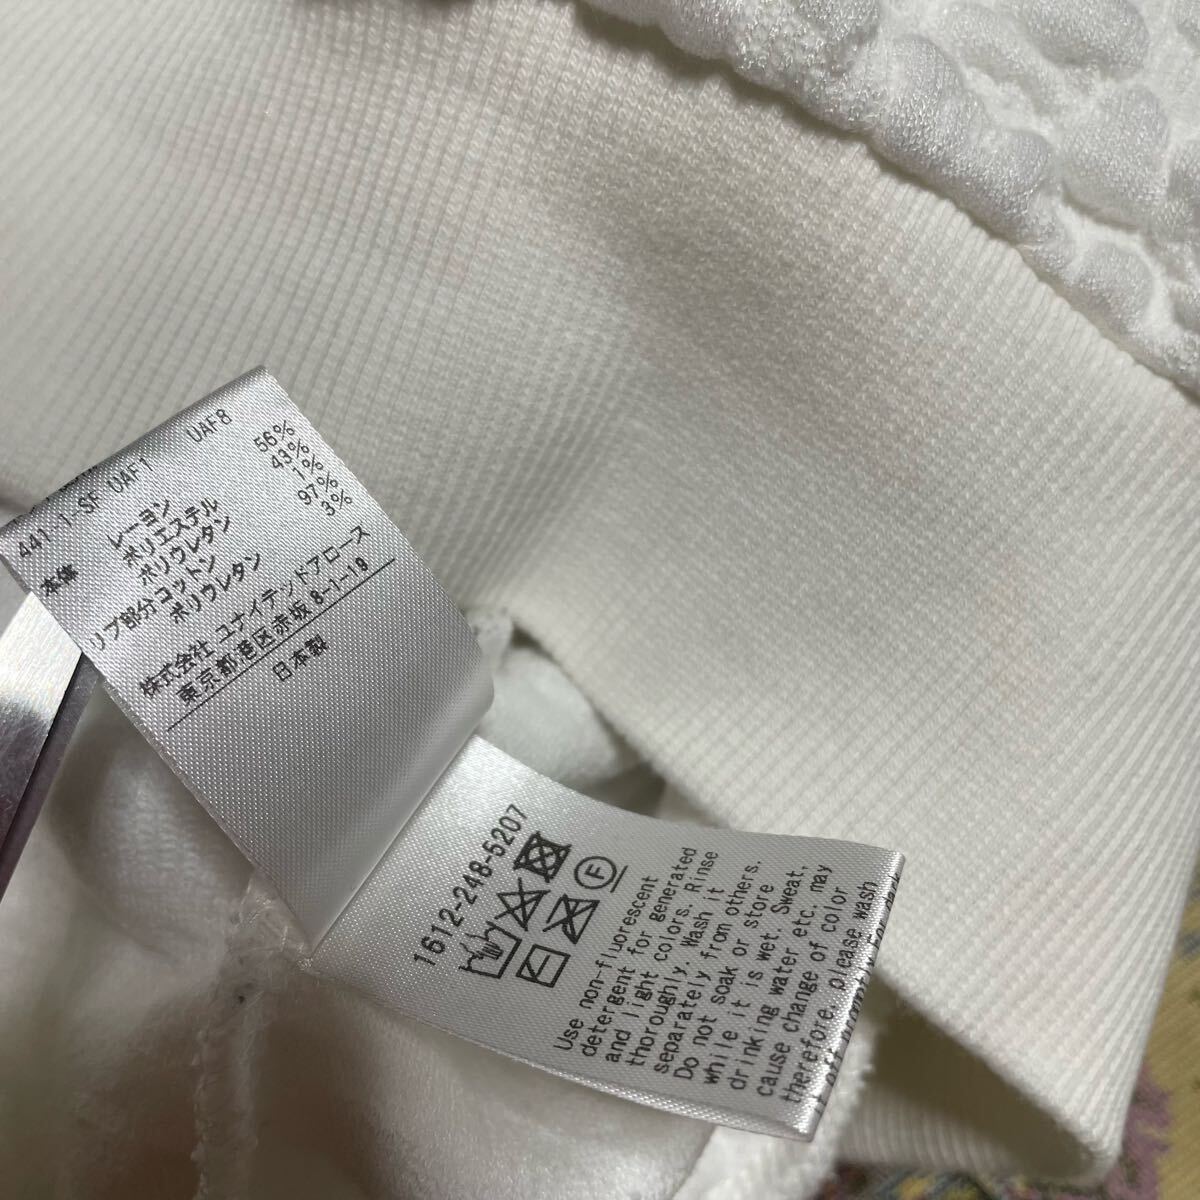 441 1-SF UAF1 UAF8
本体 レーヨン 56%
ポリエステル 43%
ポリウレタン 1%
リブ部分コットン 97%
ポリウレタン 3%
株式会社 ユナイテッドアローズ
東京都港区赤坂8-1-19
日本製
1612-248-5207
F
Use non-fluorescent
detergent for generated
and light colors. Rinse
thoroughly. Wash it
separately from others.
Do not soak or store
while it is wet. Sweat,
drinking water etc. may
cause change of color
therefore, please wash